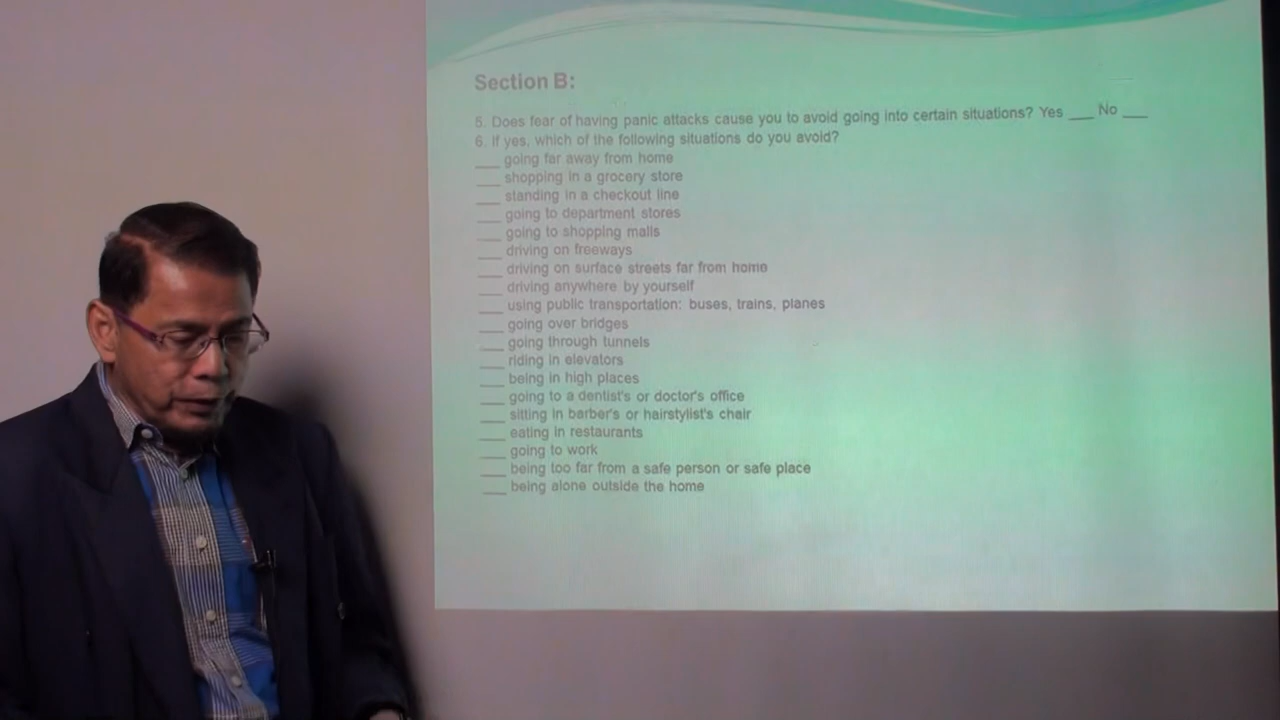 Section B:
5. Does fear of having panic attacks cause you to avoid going into certain situations? Yes ___ No ___
6. If yes, which of the following situations do you avoid?
___ going far away from home
___ shopping in a grocery store
___ standing in a checkout line
___ going to department stores
___ going to shopping malls
___ driving on freeways
___ driving on surface streets far from home
___ driving anywhere by yourself
___ using public transportation: buses, trains, planes
___ going over bridges
___ going through tunnels
___ riding in elevators
___ being in high places
___ going to a dentist's or doctor's office
___ sitting in barber's or hairstylist's chair
___ eating in restaurants
___ going to work
___ being too far from a safe person or safe place
___ being alone outside the home